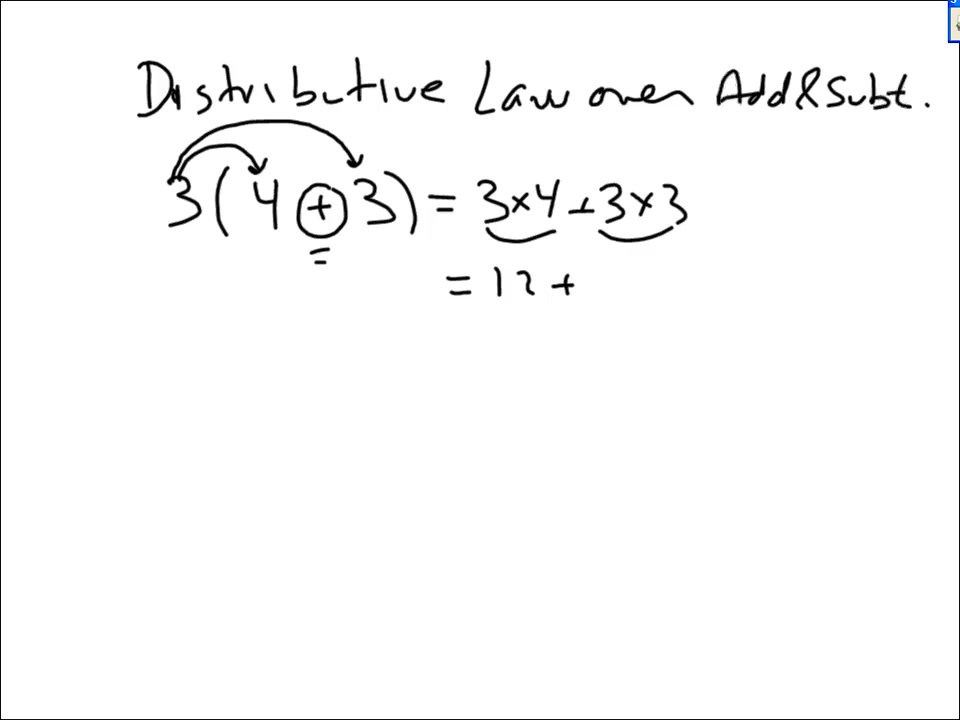 Distributive Law over Add & Subt.
3(4 + 3) = 3×4 + 3×3
=
= 12 +